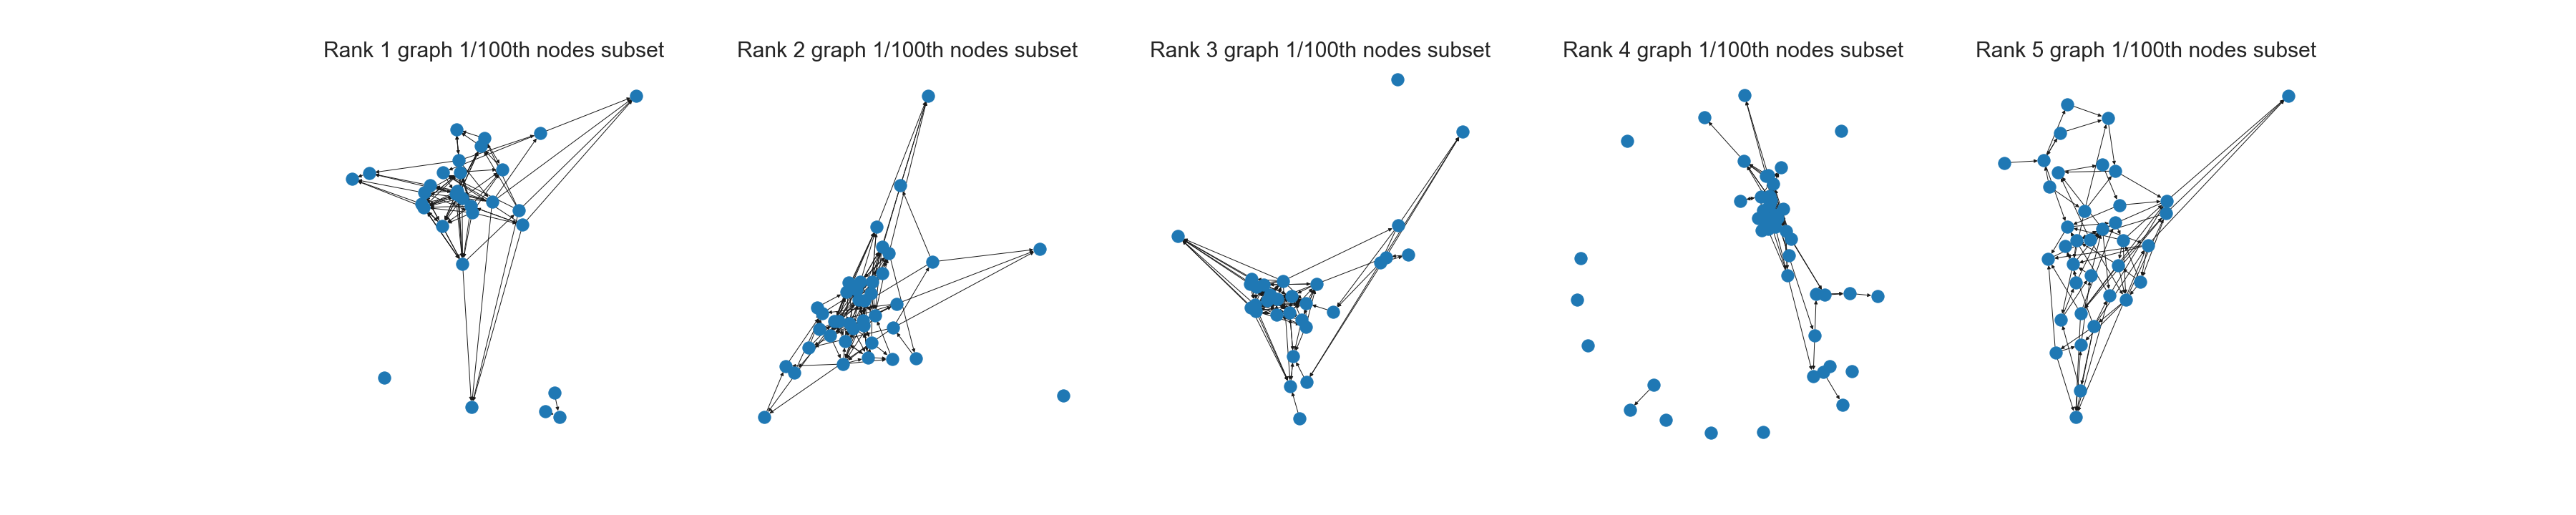 Rank 1 graph 1/100th nodes subset
Rank 2 graph 1/100th nodes subset
Rank 3 graph 1/100th nodes subset
Rank 4 graph 1/100th nodes subset
Rank 5 graph 1/100th nodes subset